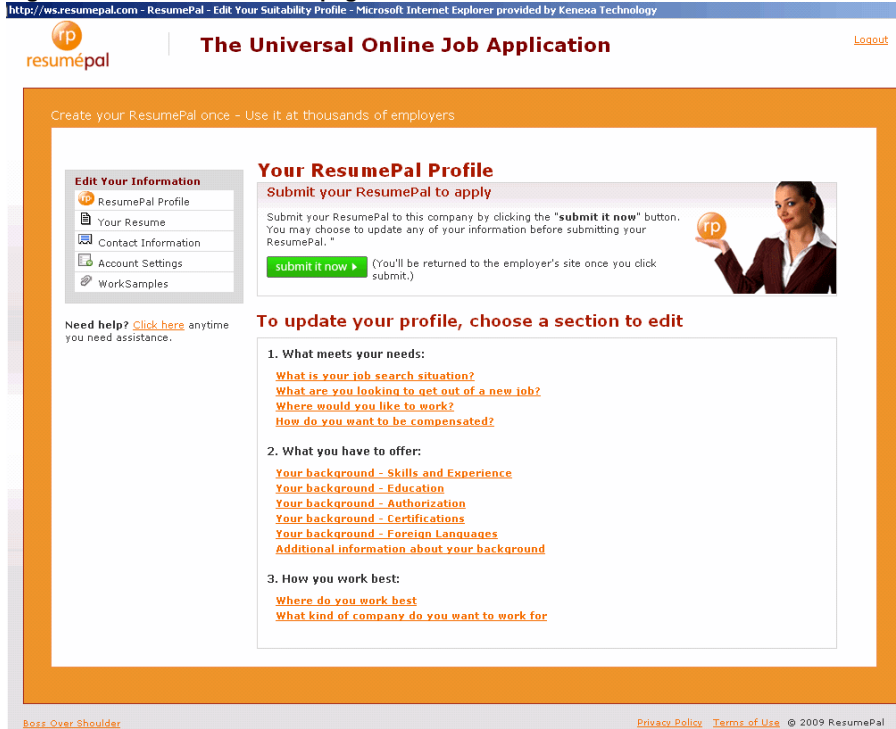 http://ws.resumepal.com - ResumePal - Edit Your Suitability Profile - Microsoft Internet Explorer provided by Kenexa Technology
rp
resumépal
The Universal Online Job Application
Logout
Create your ResumePal once - Use it at thousands of employers
Edit Your Information
ResumePal Profile
Your Resume
Contact Information
Account Settings
WorkSamples
Need help? Click here anytime
you need assistance.
Your ResumePal Profile
Submit your ResumePal to apply
Submit your ResumePal to this company by clicking the "submit it now" button.
You may choose to update any of your information before submitting your
ResumePal. "
submit it now
(You'll be returned to the employer's site once you click
submit.)
rp
To update your profile, choose a section to edit
1. What meets your needs:
What is your job search situation?
What are you looking to get out of a new job?
Where would you like to work?
How do you want to be compensated?
2. What you have to offer:
Your background - Skills and Experience
Your background - Education
Your background - Authorization
Your background - Certifications
Your background - Foreign Languages
Additional information about your background
3. How you work best:
Where do you work best
What kind of company do you want to work for
Boss Over Shoulder
Privacy Policy Terms of Use © 2009 ResumePal